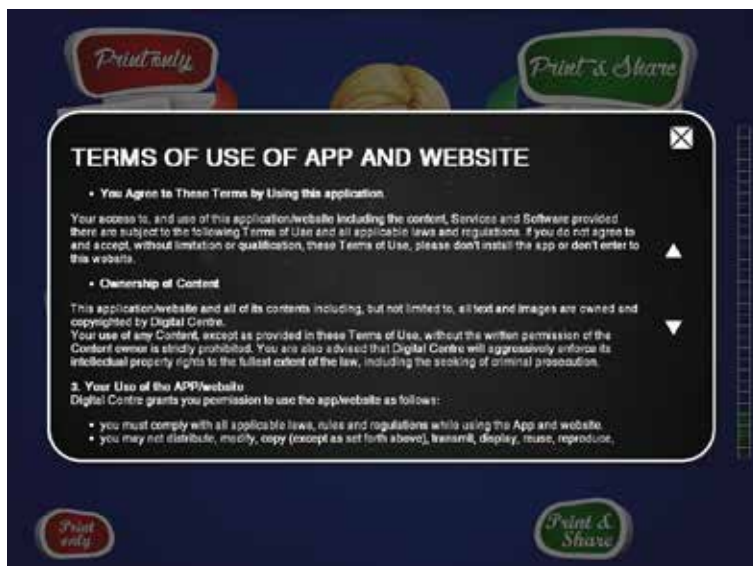 Print only
Print & Share
TERMS OF USE OF APP AND WEBSITE
• You Agree to These Terms by Using this application.
Your access to, and use of this application/website including the content, Services and Software provided
there are subject to the following Terms of Use and all applicable laws and regulations. If you do not agree to
and accept, without limitation or qualification, these Terms of Use, please don't install the app or don't enter to
this website.
• Ownership of Content
This application/website and all of its contents including, but not limited to, all text and images are owned and
copyrighted by Digital Centre.
Your use of any Content, except as provided in these Terms of Use, without the written permission of the
Content owner is strictly prohibited. You are also advised that Digital Centre will aggressively enforce its
intellectual property rights to the fullest extent of the law, including the seeking of criminal prosecution.
3. Your Use of the APP/website
Digital Centre grants you permission to use the app/website as follows:
• you must comply with all applicable laws, rules and regulations while using the App and website.
• you may not distribute, modify, copy (except as set forth above), transmit, display, reuse, reproduce,
Print
only
Print &
Share